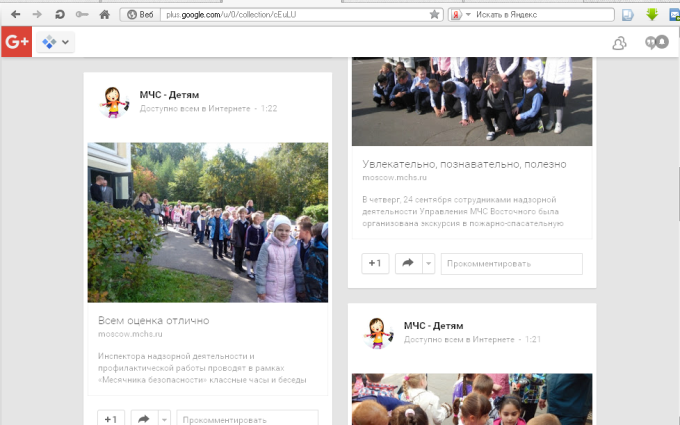 Веб
plus.google.com/u/0/collection/cEuLU
Искать в Яндекс
G+
МЧС - Детям
Доступно всем в Интернете - 1:22
Всем оценка отлично
moscow.mchs.ru
Инспектора надзорной деятельности и
профилактической работы проводят в рамках
«Месячника безопасности» классные часы и беседы
+1
Прокомментировать
Увлекательно, познавательно, полезно
moscow.mchs.ru
В четверг, 24 сентября сотрудниками надзорной
деятельности Управления МЧС Восточного была
организована экскурсия в пожарно-спасательную
+1
Прокомментировать
МЧС - Детям
Доступно всем в Интернете - 1:21